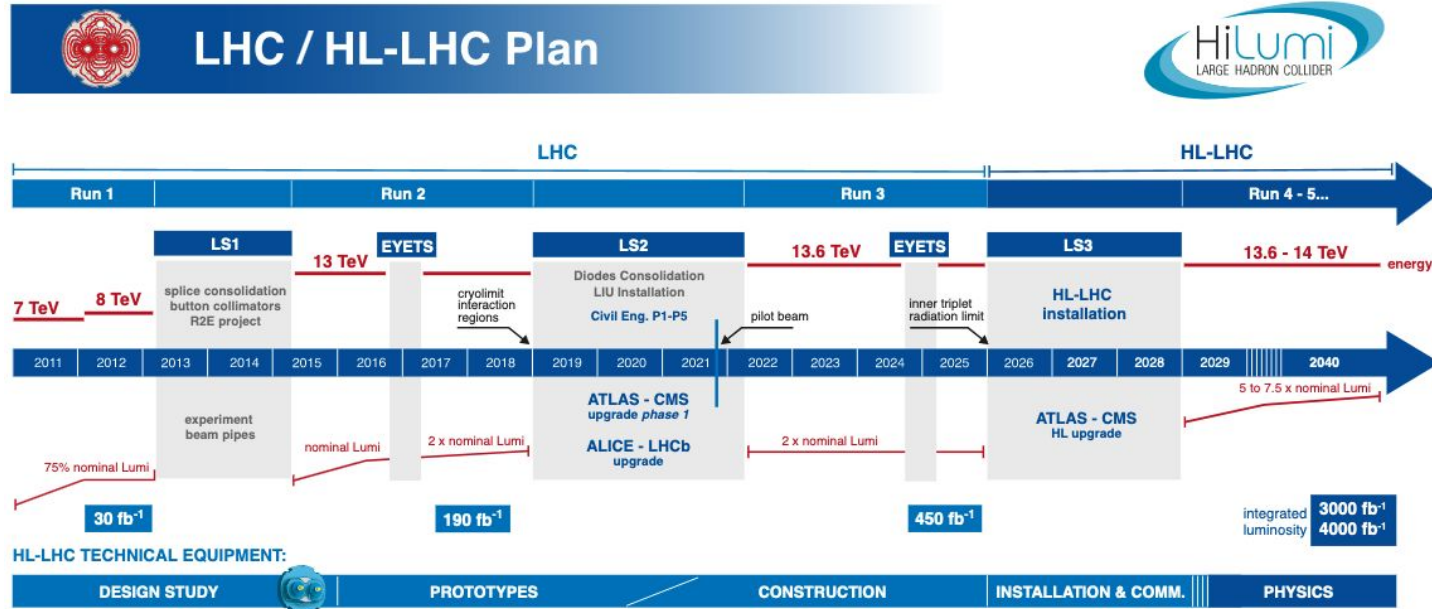 LHC / HL-LHC Plan
HiLumi
LARGE HADRON COLLIDER
LHC
HL-LHC
Run 1
Run 2
Run 3
Run 4 - 5...
LS1
EYETS
LS2
EYETS
LS3
13 TeV
13.6 TeV
13.6 - 14 TeV
energy
7 TeV
8 TeV
splice consolidation
button collimators
R2E project
cryolimit
interaction
regions
Diodes Consolidation
LIU Installation
Civil Eng. P1-P5
pilot beam
inner triplet
radiation limit
HL-LHC
installation
2011 2012 2013 2014 2015 2016 2017 2018 2019 2020 2021 2022 2023 2024 2025 2026 2027 2028 2029 2040
experiment
beam pipes
ATLAS - CMS
upgrade phase 1
ALICE - LHCb
upgrade
ATLAS - CMS
HL upgrade
5 to 7.5 x nominal Lumi
75% nominal Lumi
nominal Lumi
2 x nominal Lumi
2 x nominal Lumi
30 fb⁻¹
190 fb⁻¹
450 fb⁻¹
integrated
luminosity
3000 fb⁻¹
4000 fb⁻¹
HL-LHC TECHNICAL EQUIPMENT:
DESIGN STUDY
PROTOTYPES
CONSTRUCTION
INSTALLATION & COMM.
PHYSICS